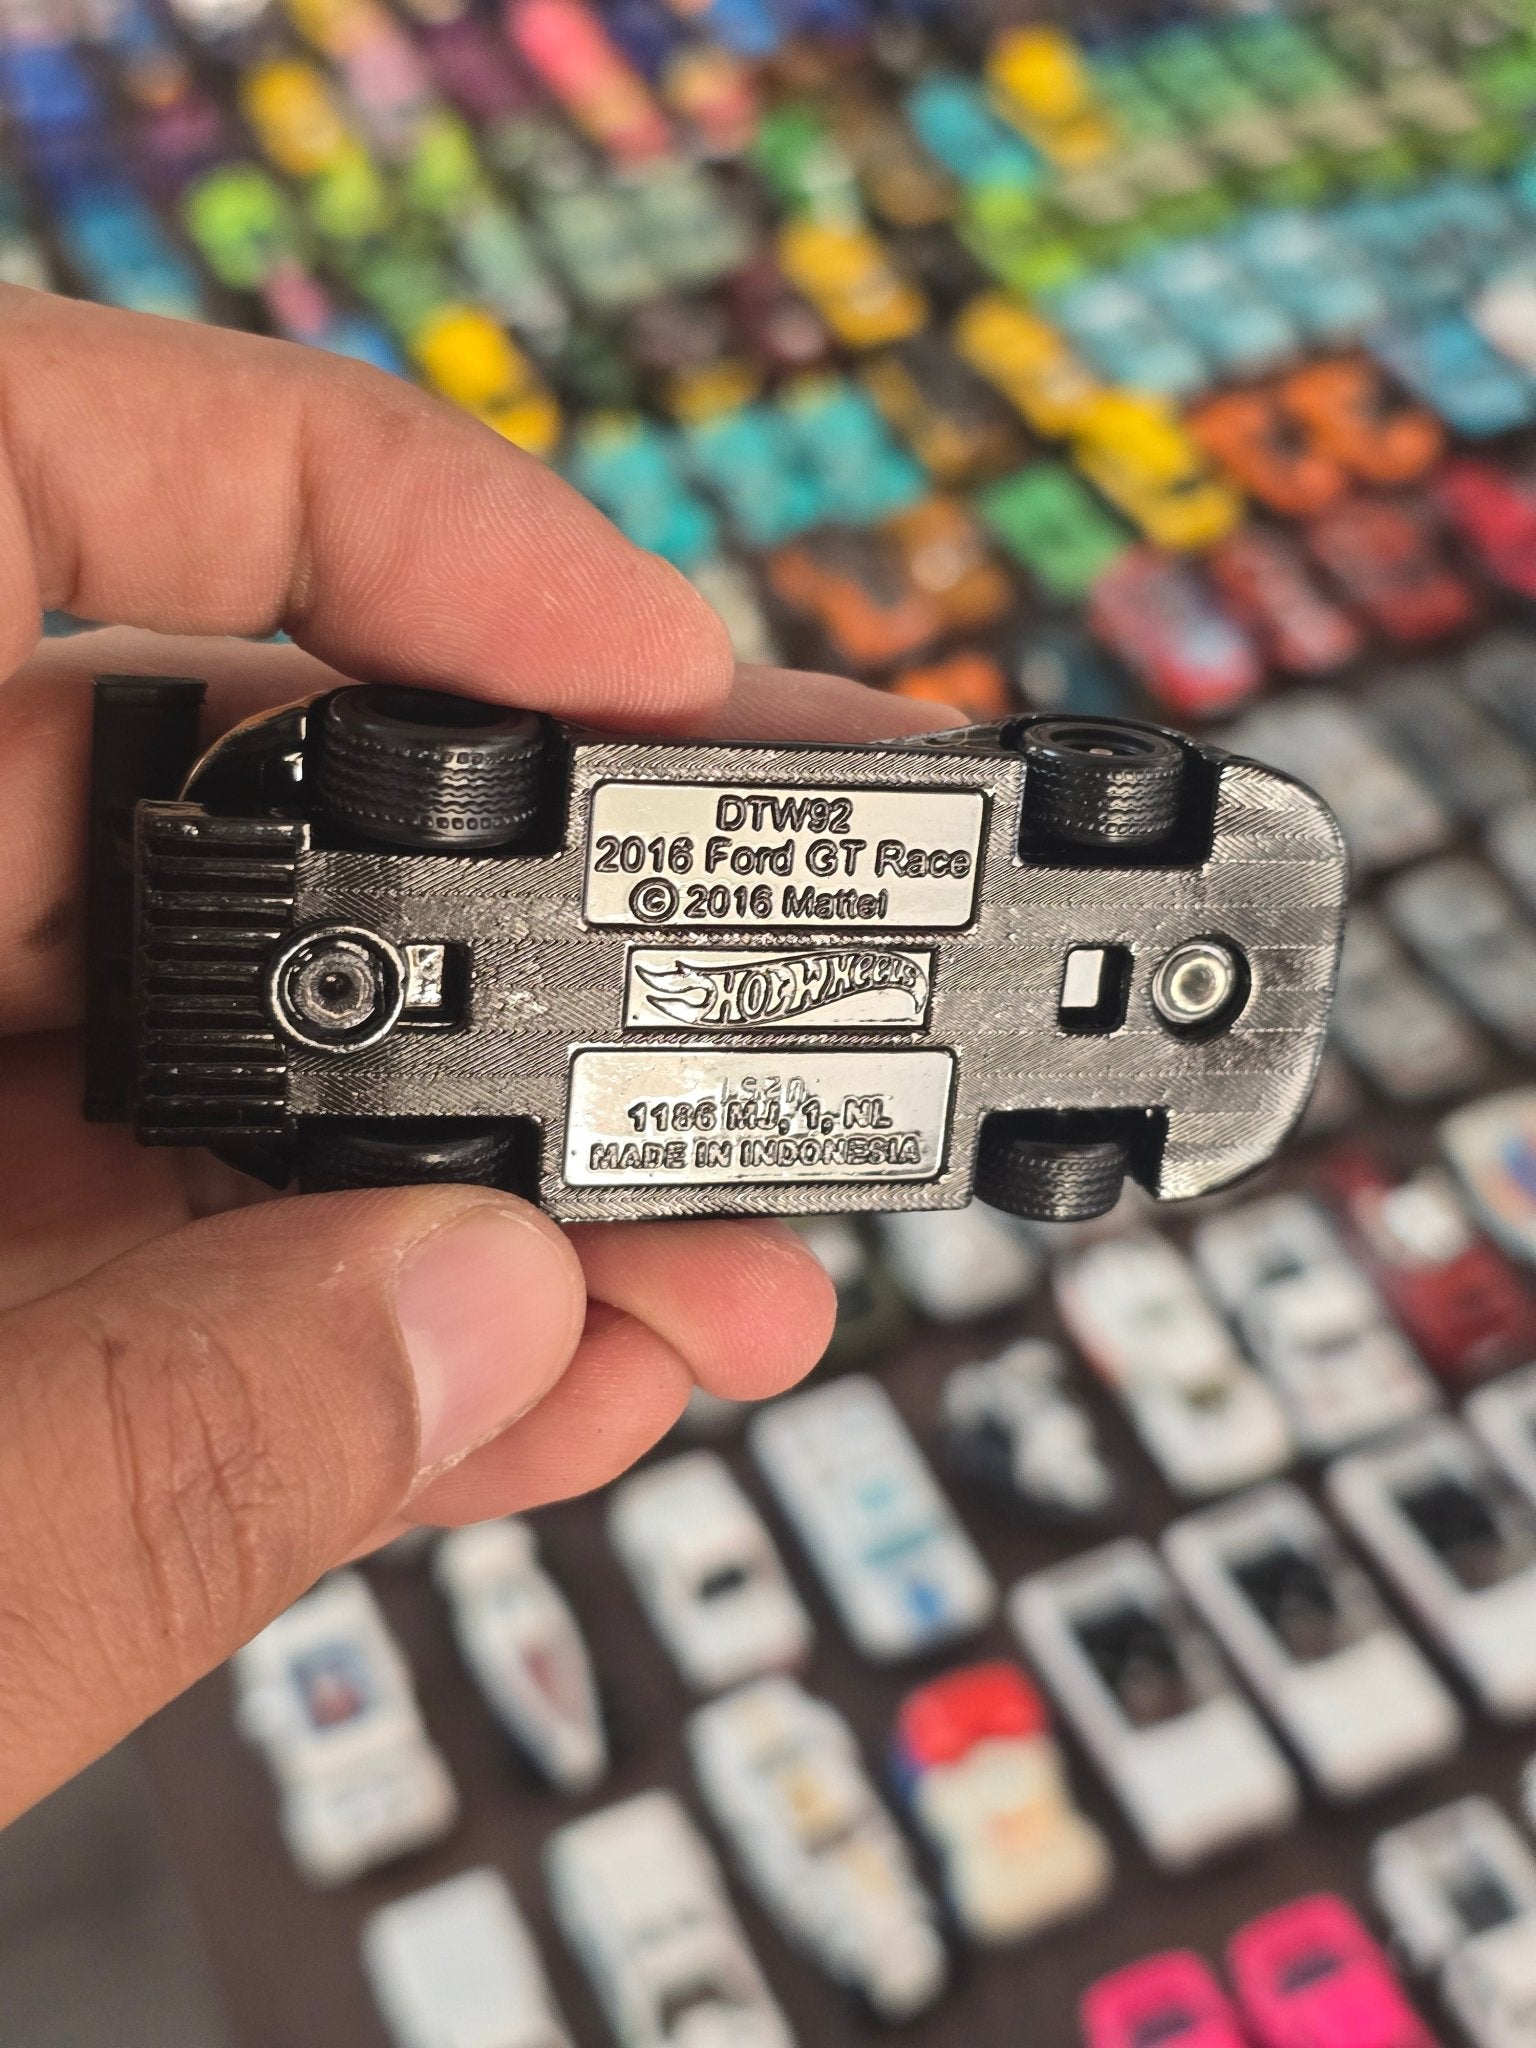 DTW92
2016 Ford GT Race
© 2016 Mattel
HOT WHEELS
1186 MJ, 1, NL
MADE IN INDONESIA